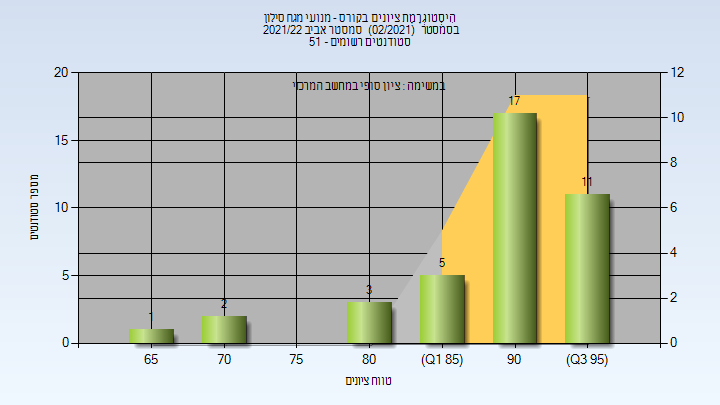 היסטוגרמת ציונים בקורס - מנועי מגח סילון
בסמסטר (02/2021) סמסטר אביב 2021/22
סטודנטים רשומים - 51
במשימה : ציון סופי במחשב המרכזי
מספר סטודנטים
20
15
10
5
0
12
10
8
6
4
2
0
1
2
3
5
17
11
65
70
75
80
(Q1 85)
90
(Q3 95)
טווח ציונים